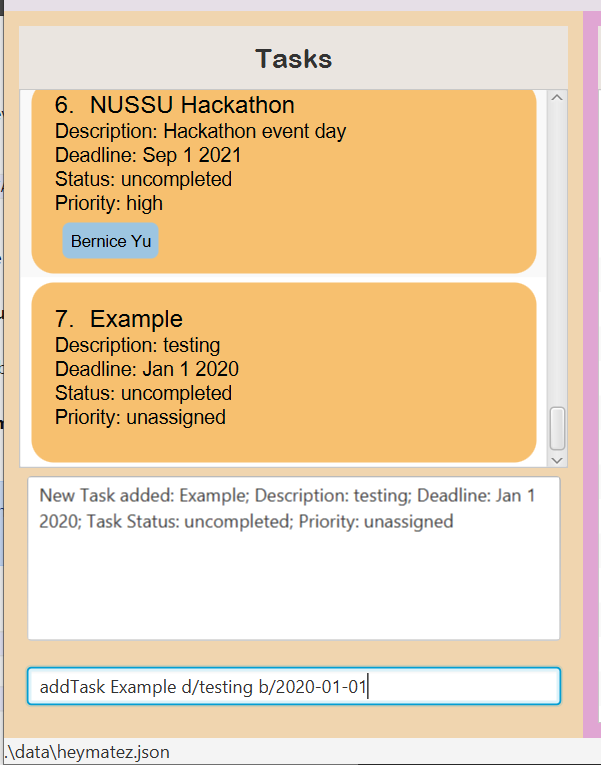 Tasks
6. NUSSU Hackathon
Description: Hackathon event day
Deadline: Sep 1 2021
Status: uncompleted
Priority: high
Bernice Yu
7. Example
Description: testing
Deadline: Jan 1 2020
Status: uncompleted
Priority: unassigned
New Task added: Example; Description: testing; Deadline: Jan 1
2020; Task Status: uncompleted; Priority: unassigned
addTask Example d/testing b/2020-01-01
.\data\heymatez.json